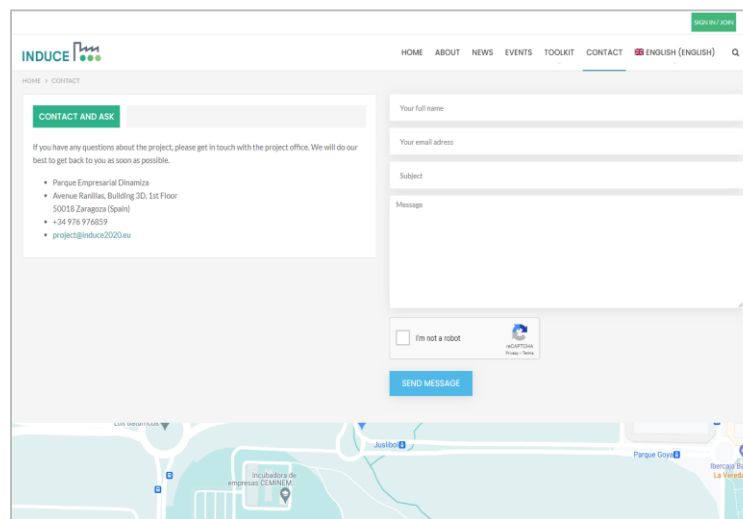 SIGN IN / JOIN
INDUCE
HOME ABOUT NEWS EVENTS TOOLKIT CONTACT ENGLISH (ENGLISH)
HOME > CONTACT
CONTACT AND ASK
If you have any questions about the project, please get in touch with the project office. We will do our
best to get back to you as soon as possible.
Parque Empresarial Dinamiza
Avenue Ranillas, Building 3D, 1st Floor
50018 Zaragoza (Spain)
+34 976 976859
project@induce2020.eu
Your full name
Your email adress
Subject
Message
I'm not a robot
reCAPTCHA
Privacy - Terms
SEND MESSAGE
Juslibol
Parque Goya
Incubadora de
empresas CEMINEM
Ibercaja